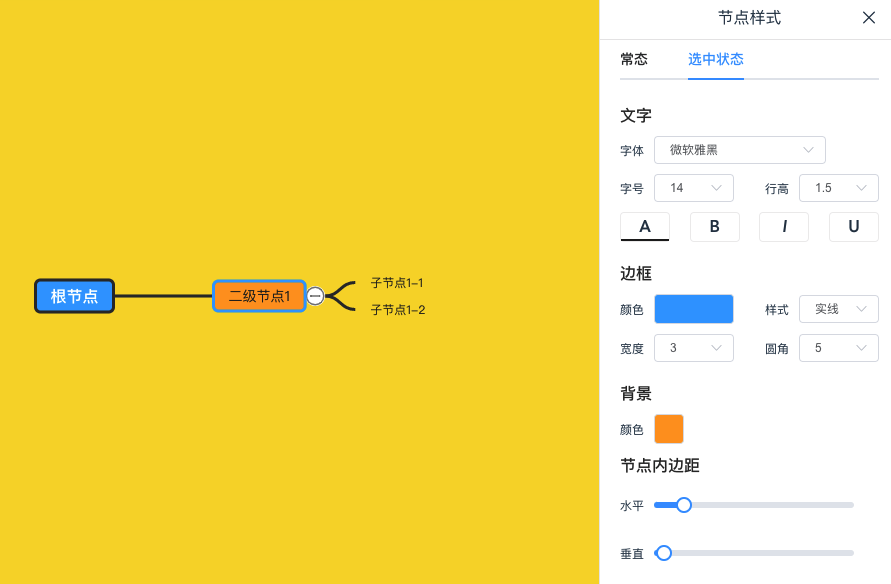 节点样式
常态 选中状态
文字
字体 微软雅黑
字号 14 行高 1.5
A B I U
边框
颜色 样式 实线
宽度 3 圆角 5
背景
颜色
节点内边距
水平
垂直
根节点
二级节点1
子节点1-1
子节点1-2